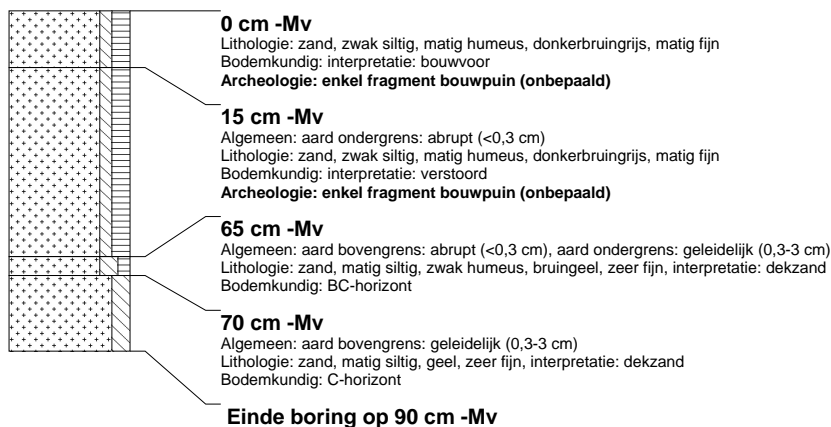 0 cm -Mv
Lithologie: zand, zwak siltig, matig humeus, donkerbruingrijs, matig fijn
Bodemkundig: interpretatie: bouwvoor
Archeologie: enkel fragment bouwpuin (onbepaald)
15 cm -Mv
Algemeen: aard ondergrens: abrupt (<0,3 cm)
Lithologie: zand, zwak siltig, matig humeus, donkerbruingrijs, matig fijn
Bodemkundig: interpretatie: verstoord
Archeologie: enkel fragment bouwpuin (onbepaald)
65 cm -Mv
Algemeen: aard bovengrens: abrupt (<0,3 cm), aard ondergrens: geleidelijk (0,3-3 cm)
Lithologie: zand, matig siltig, zwak humeus, bruingeel, zeer fijn, interpretatie: dekzand
Bodemkundig: BC-horizont
70 cm -Mv
Algemeen: aard bovengrens: geleidelijk (0,3-3 cm)
Lithologie: zand, matig siltig, geel, zeer fijn, interpretatie: dekzand
Bodemkundig: C-horizont
Einde boring op 90 cm -Mv